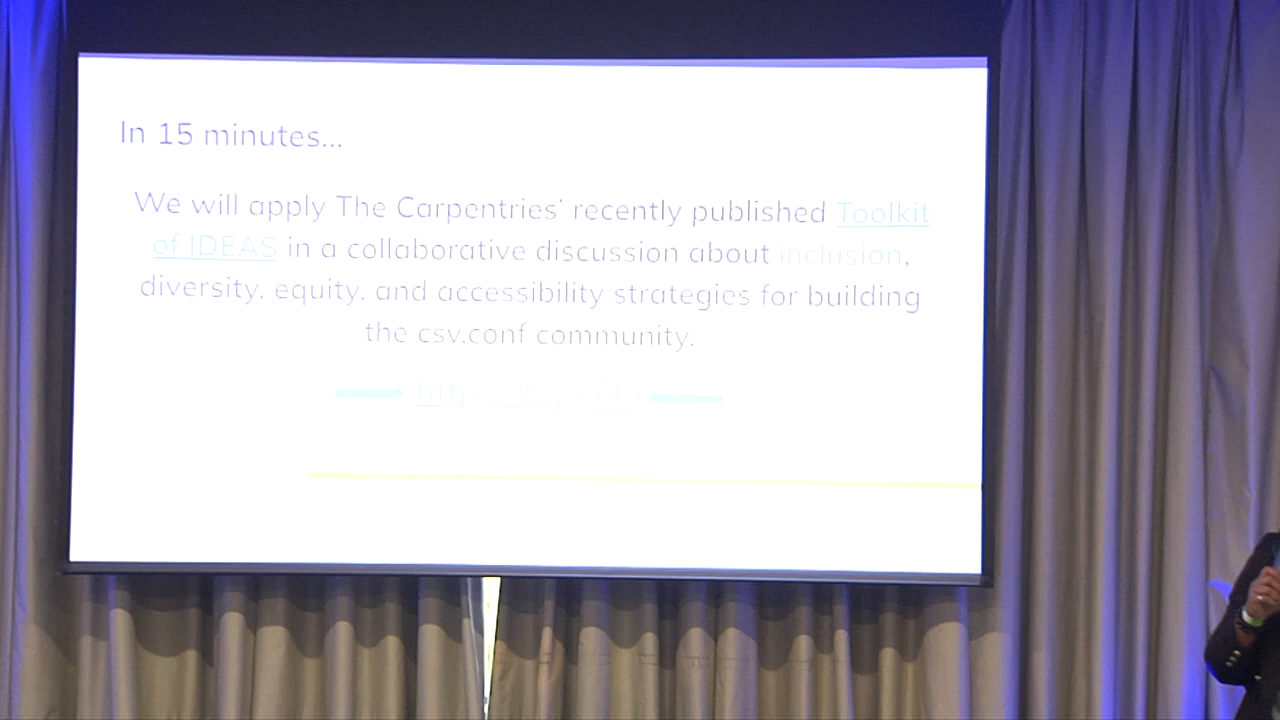 In 15 minutes...
We will apply The Carpentries' recently published Toolkit
of IDEAS in a collaborative discussion about inclusion,
diversity, equity, and accessibility strategies for building
the csv.conf community.